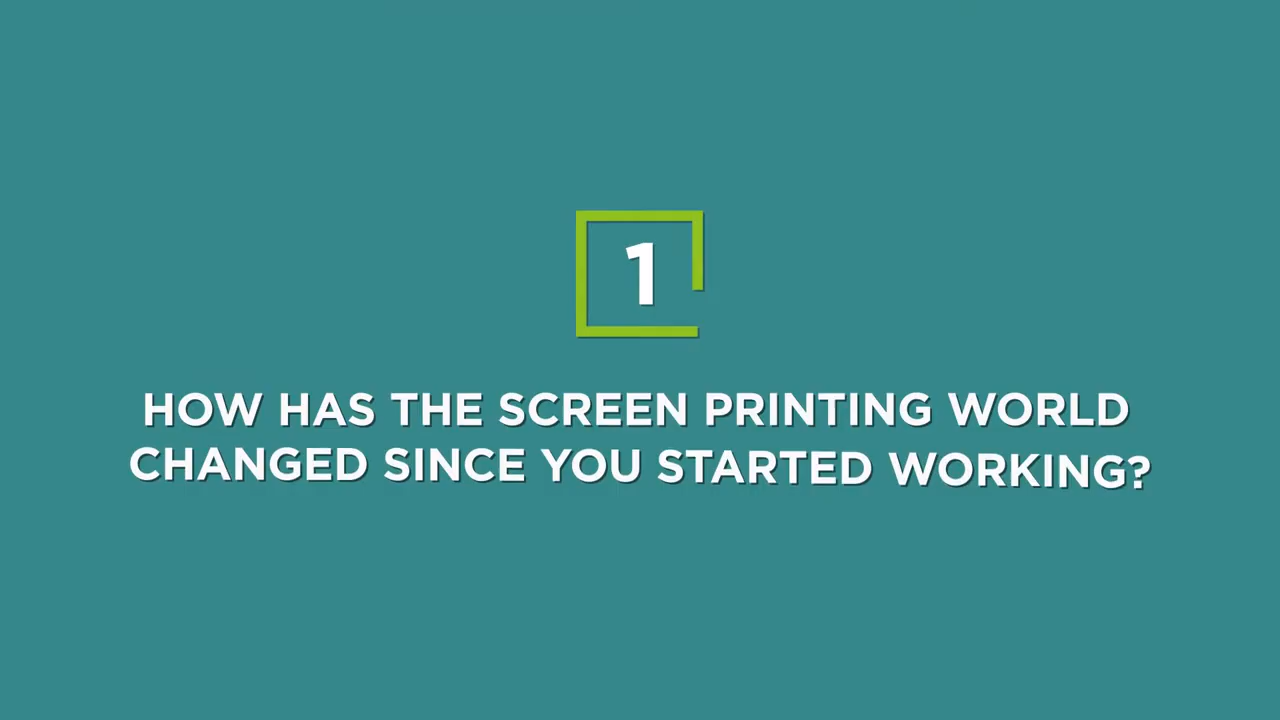 1
HOW HAS THE SCREEN PRINTING WORLD
CHANGED SINCE YOU STARTED WORKING?